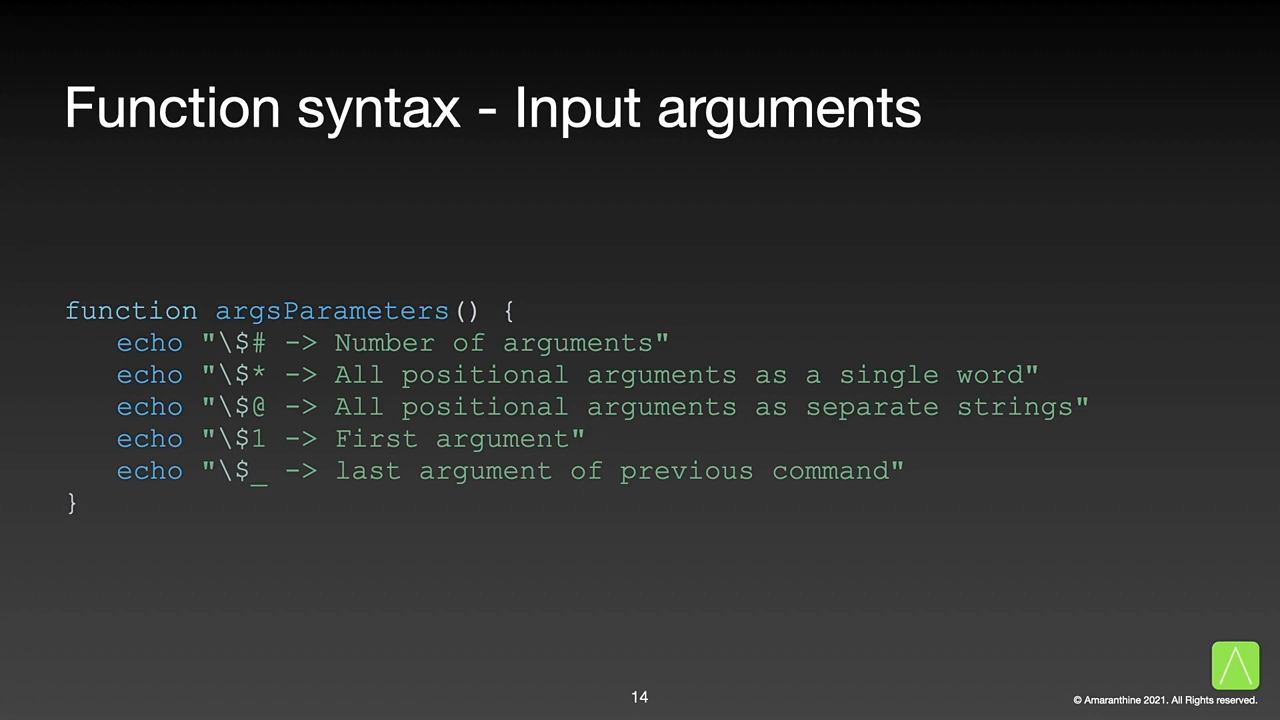 Function syntax - Input arguments
function argsParameters() {
echo "\$# -> Number of arguments"
echo "\$* -> All positional arguments as a single word"
echo "\$@ -> All positional arguments as separate strings"
echo "\$1 -> First argument"
echo "\$_ -> last argument of previous command"
}
14
© Amaranthine 2021. All Rights reserved.